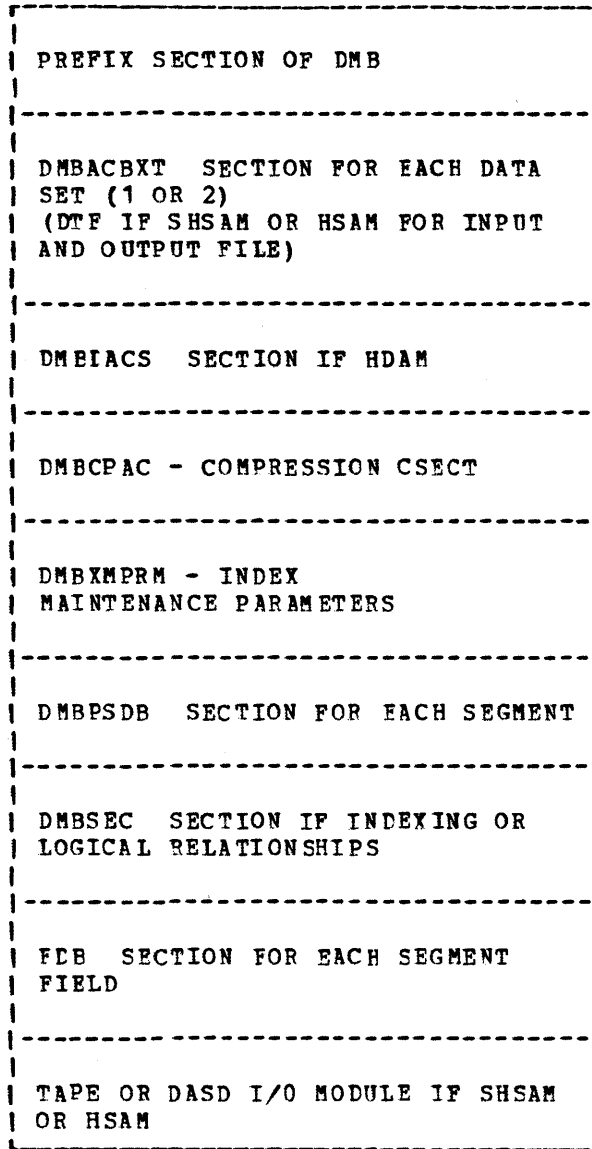 PREFIX SECTION OF DMB
DMBACBXT SECTION FOR EACH DATA
SET (1 OR 2)
(DTF IF SHSAM OR HSAM FOR INPUT
AND OUTPUT FILE)
DMBDACS SECTION IF HDAM
DMBCPAC - COMPRESSION CSECT
DMBXMPRM - INDEX
MAINTENANCE PARAMETERS
DMBPSDB SECTION FOR EACH SEGMENT
DMBSEC SECTION IF INDEXING OR
LOGICAL RELATIONSHIPS
FDB SECTION FOR EACH SEGMENT
FIELD
TAPE OR DASD I/O MODULE IF SHSAM
OR HSAM